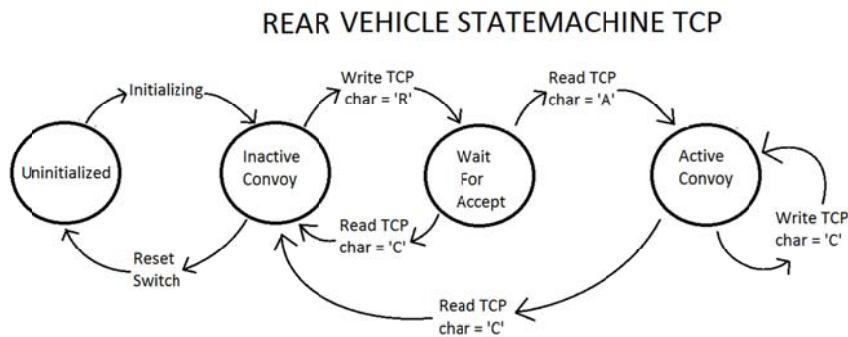 REAR VEHICLE STATEMACHINE TCP
Initializing
Write TCP
char = 'R'
Read TCP
char = 'A'
Uninitialized
Inactive
Convoy
Wait
For
Accept
Active
Convoy
Read TCP
char = 'C'
Write TCP
char = 'C'
Reset
Switch
Read TCP
char = 'C'